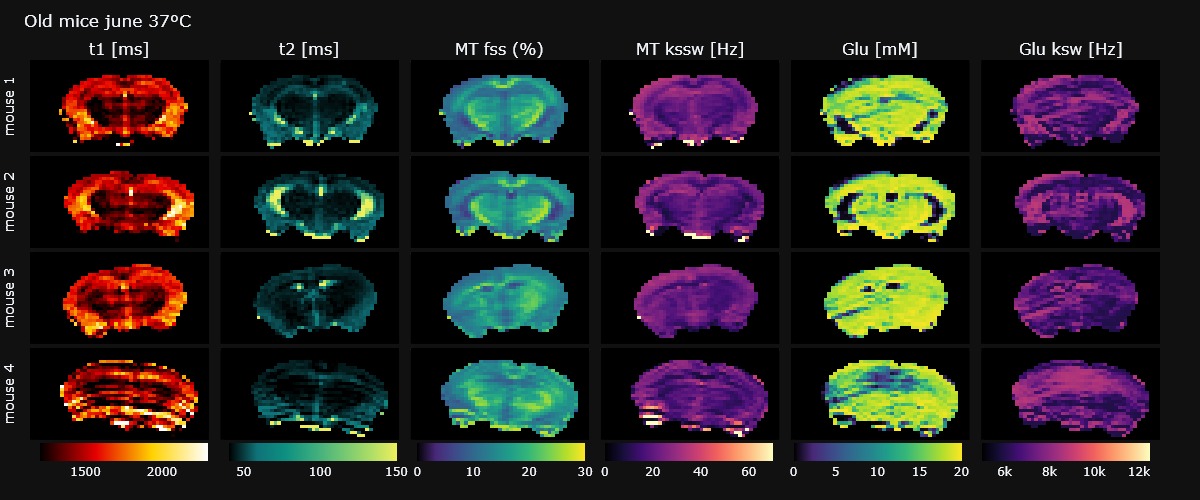 Old mice june 37ºC
t1 [ms] t2 [ms] MT fss (%) MT kssw [Hz] Glu [mM] Glu ksw [Hz]
mouse 1
mouse 2
mouse 3
mouse 4
1500 2000 50 100 150 0 10 20 30 0 20 40 60 0 5 10 15 20 6k 8k 10k 12k